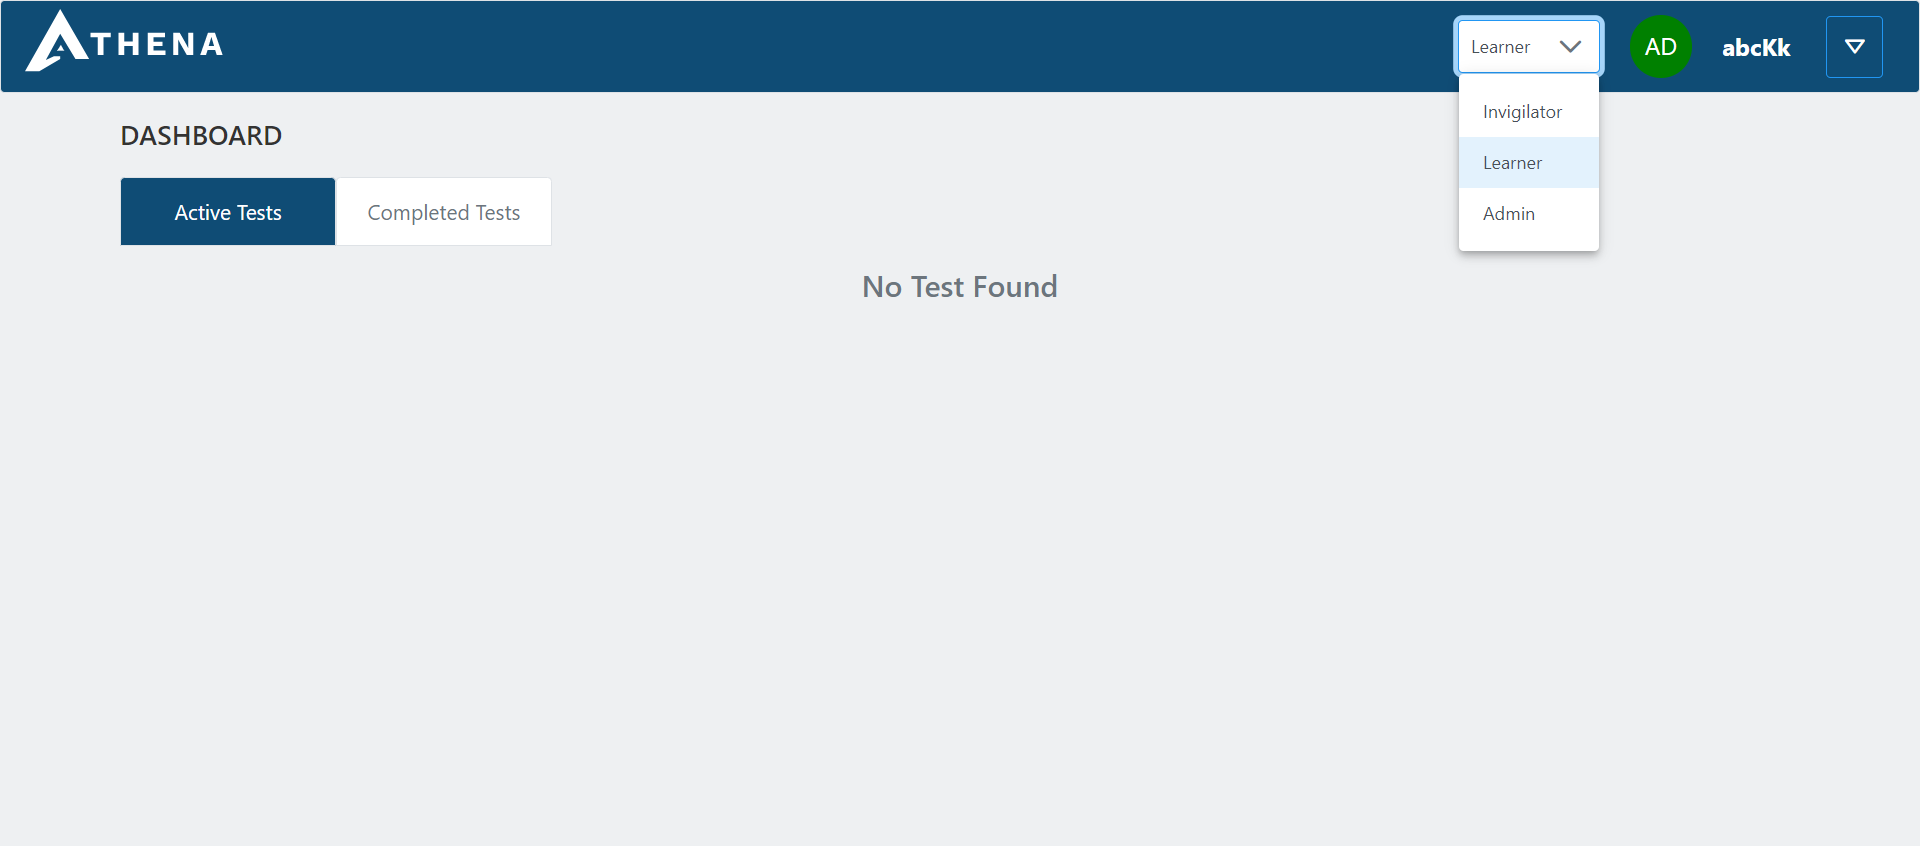 ATHENA
Learner
AD
abcKk
Invigilator
Learner
Admin
DASHBOARD
Active Tests
Completed Tests
No Test Found